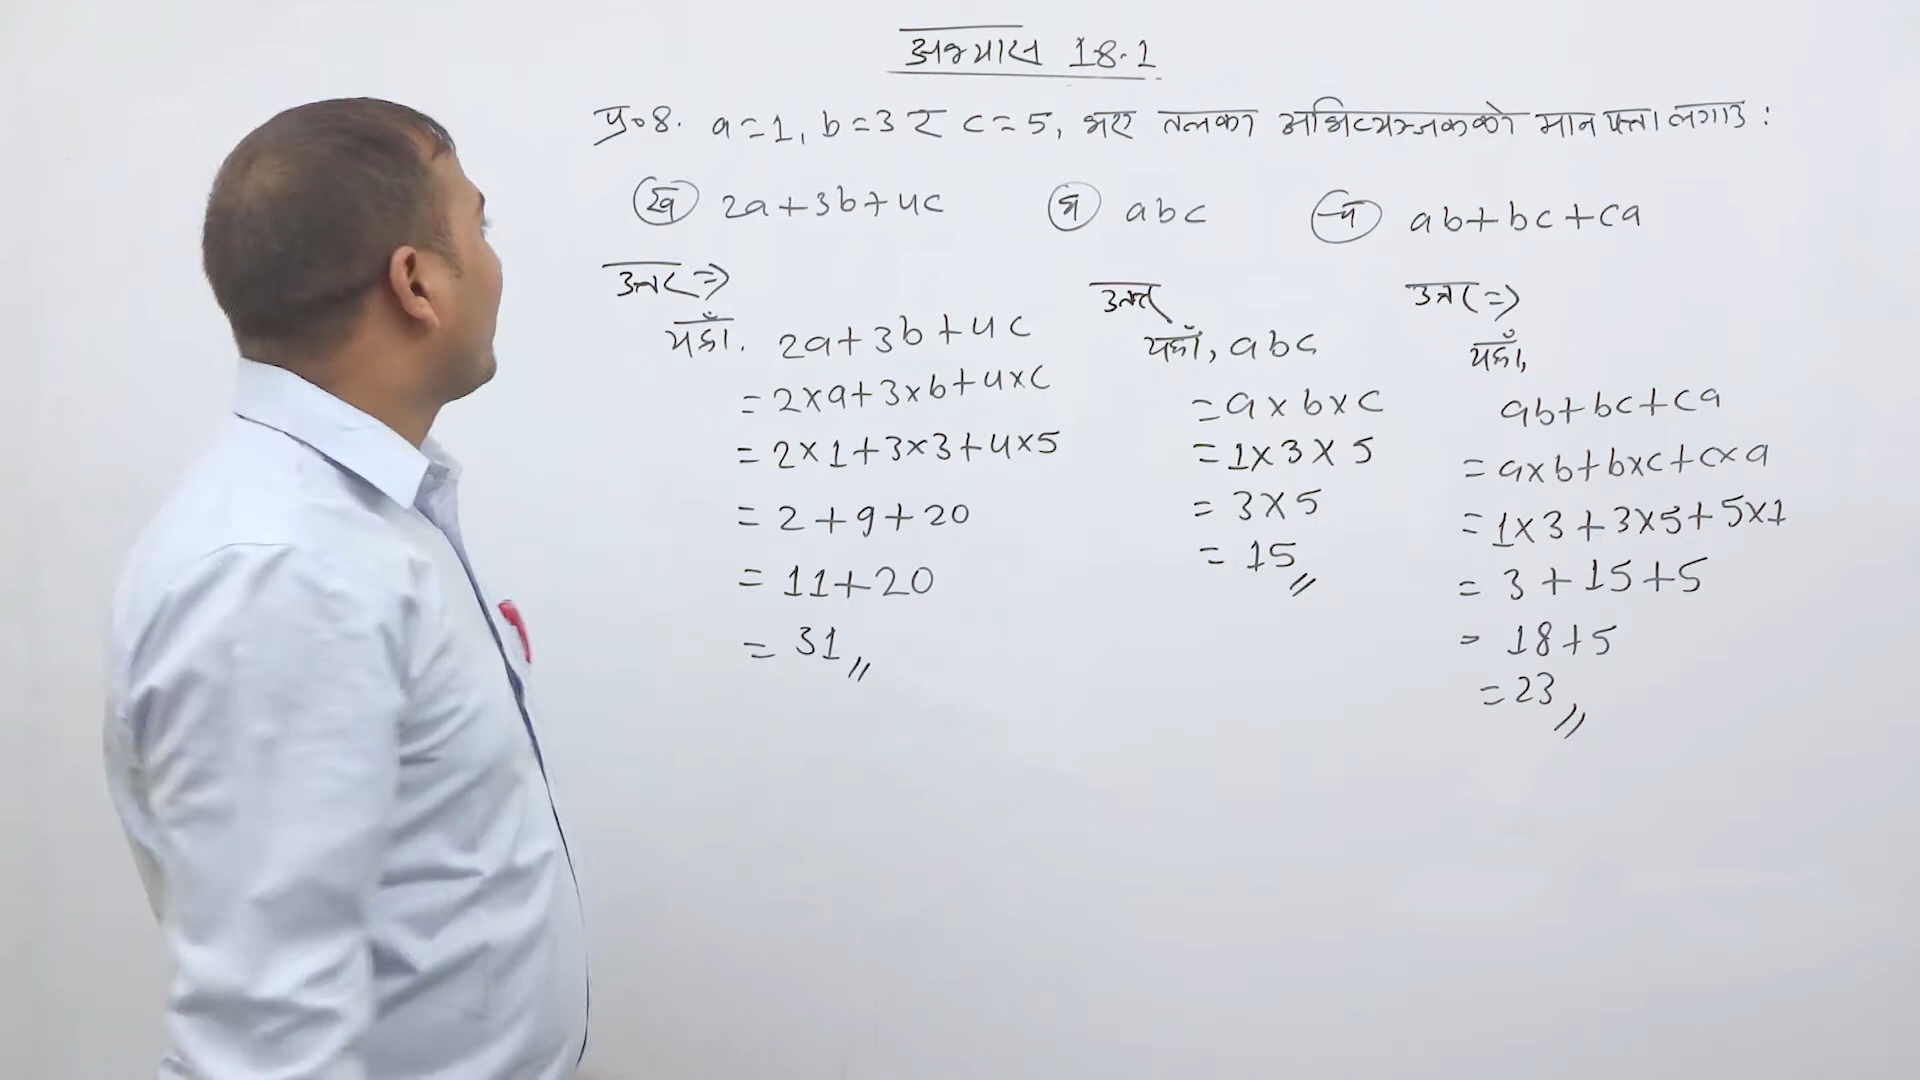 अभ्यास 18.1
प्र०8. a=1, b=3 र c=5, भए तलका अभिव्यञ्जकको मान पत्ता लगाउ :
ख 2a+3b+4c
घ abc
च ab+bc+ca
उत्तर ⇒
यहाँ, 2a+3b+4c
=2×a+3×b+4×c
=2×1+3×3+4×5
=2+9+20
=11+20
=31
उत्तर
यहाँ, abc
=a×b×c
=1×3×5
=3×5
=15
उत्तर ⇒
यहाँ,
ab+bc+ca
=a×b+b×c+c×a
=1×3+3×5+5×1
=3+15+5
=18+5
=23